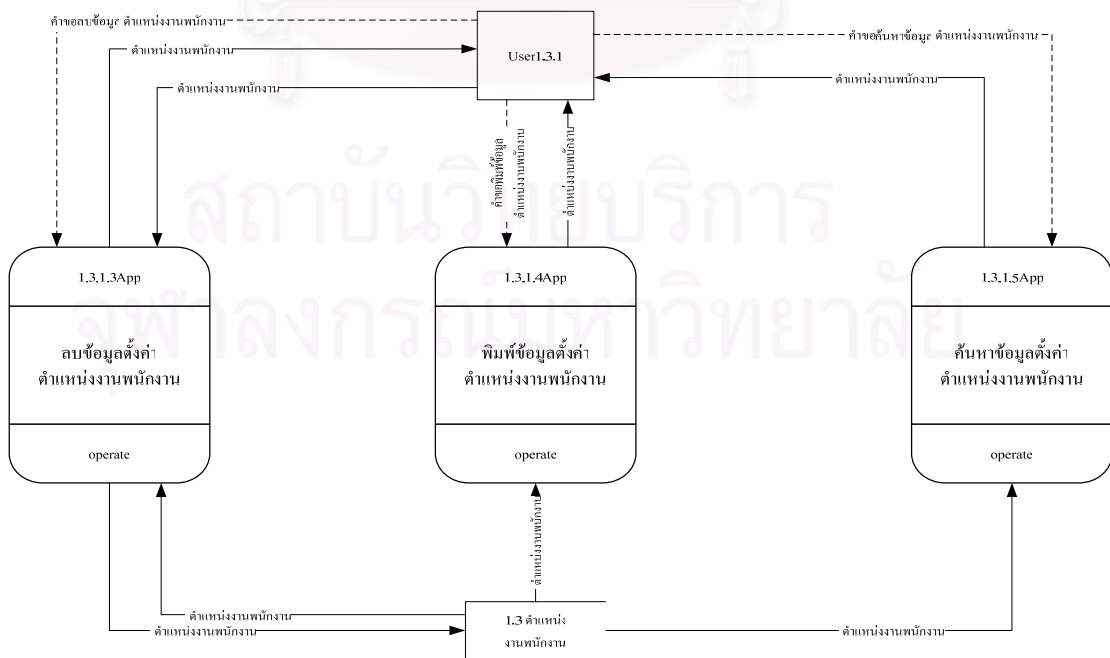 คำขอลบข้อมูล ตำแหน่งงานพนักงาน
ตำแหน่งงานพนักงาน
ตำแหน่งงานพนักงาน
User1.3.1
คำขอค้นหาข้อมูล ตำแหน่งงานพนักงาน
ตำแหน่งงานพนักงาน
คำขอพิมพ์ข้อมูล
ตำแหน่งงานพนักงาน
ตำแหน่งงานพนักงาน
สถาบันวิทยบริการ
จุฬาลงกรณ์มหาวิทยาลัย
1.3.1.3App
ลบข้อมูลตั้งค่า
ตำแหน่งงานพนักงาน
operate
1.3.1.4App
พิมพ์ข้อมูลตั้งค่า
ตำแหน่งงานพนักงาน
operate
1.3.1.5App
ค้นหาข้อมูลตั้งค่า
ตำแหน่งงานพนักงาน
operate
ตำแหน่งงานพนักงาน
ตำแหน่งงานพนักงาน
ตำแหน่งงานพนักงาน
1.3 ตำแหน่ง
งานพนักงาน
ตำแหน่งงานพนักงาน